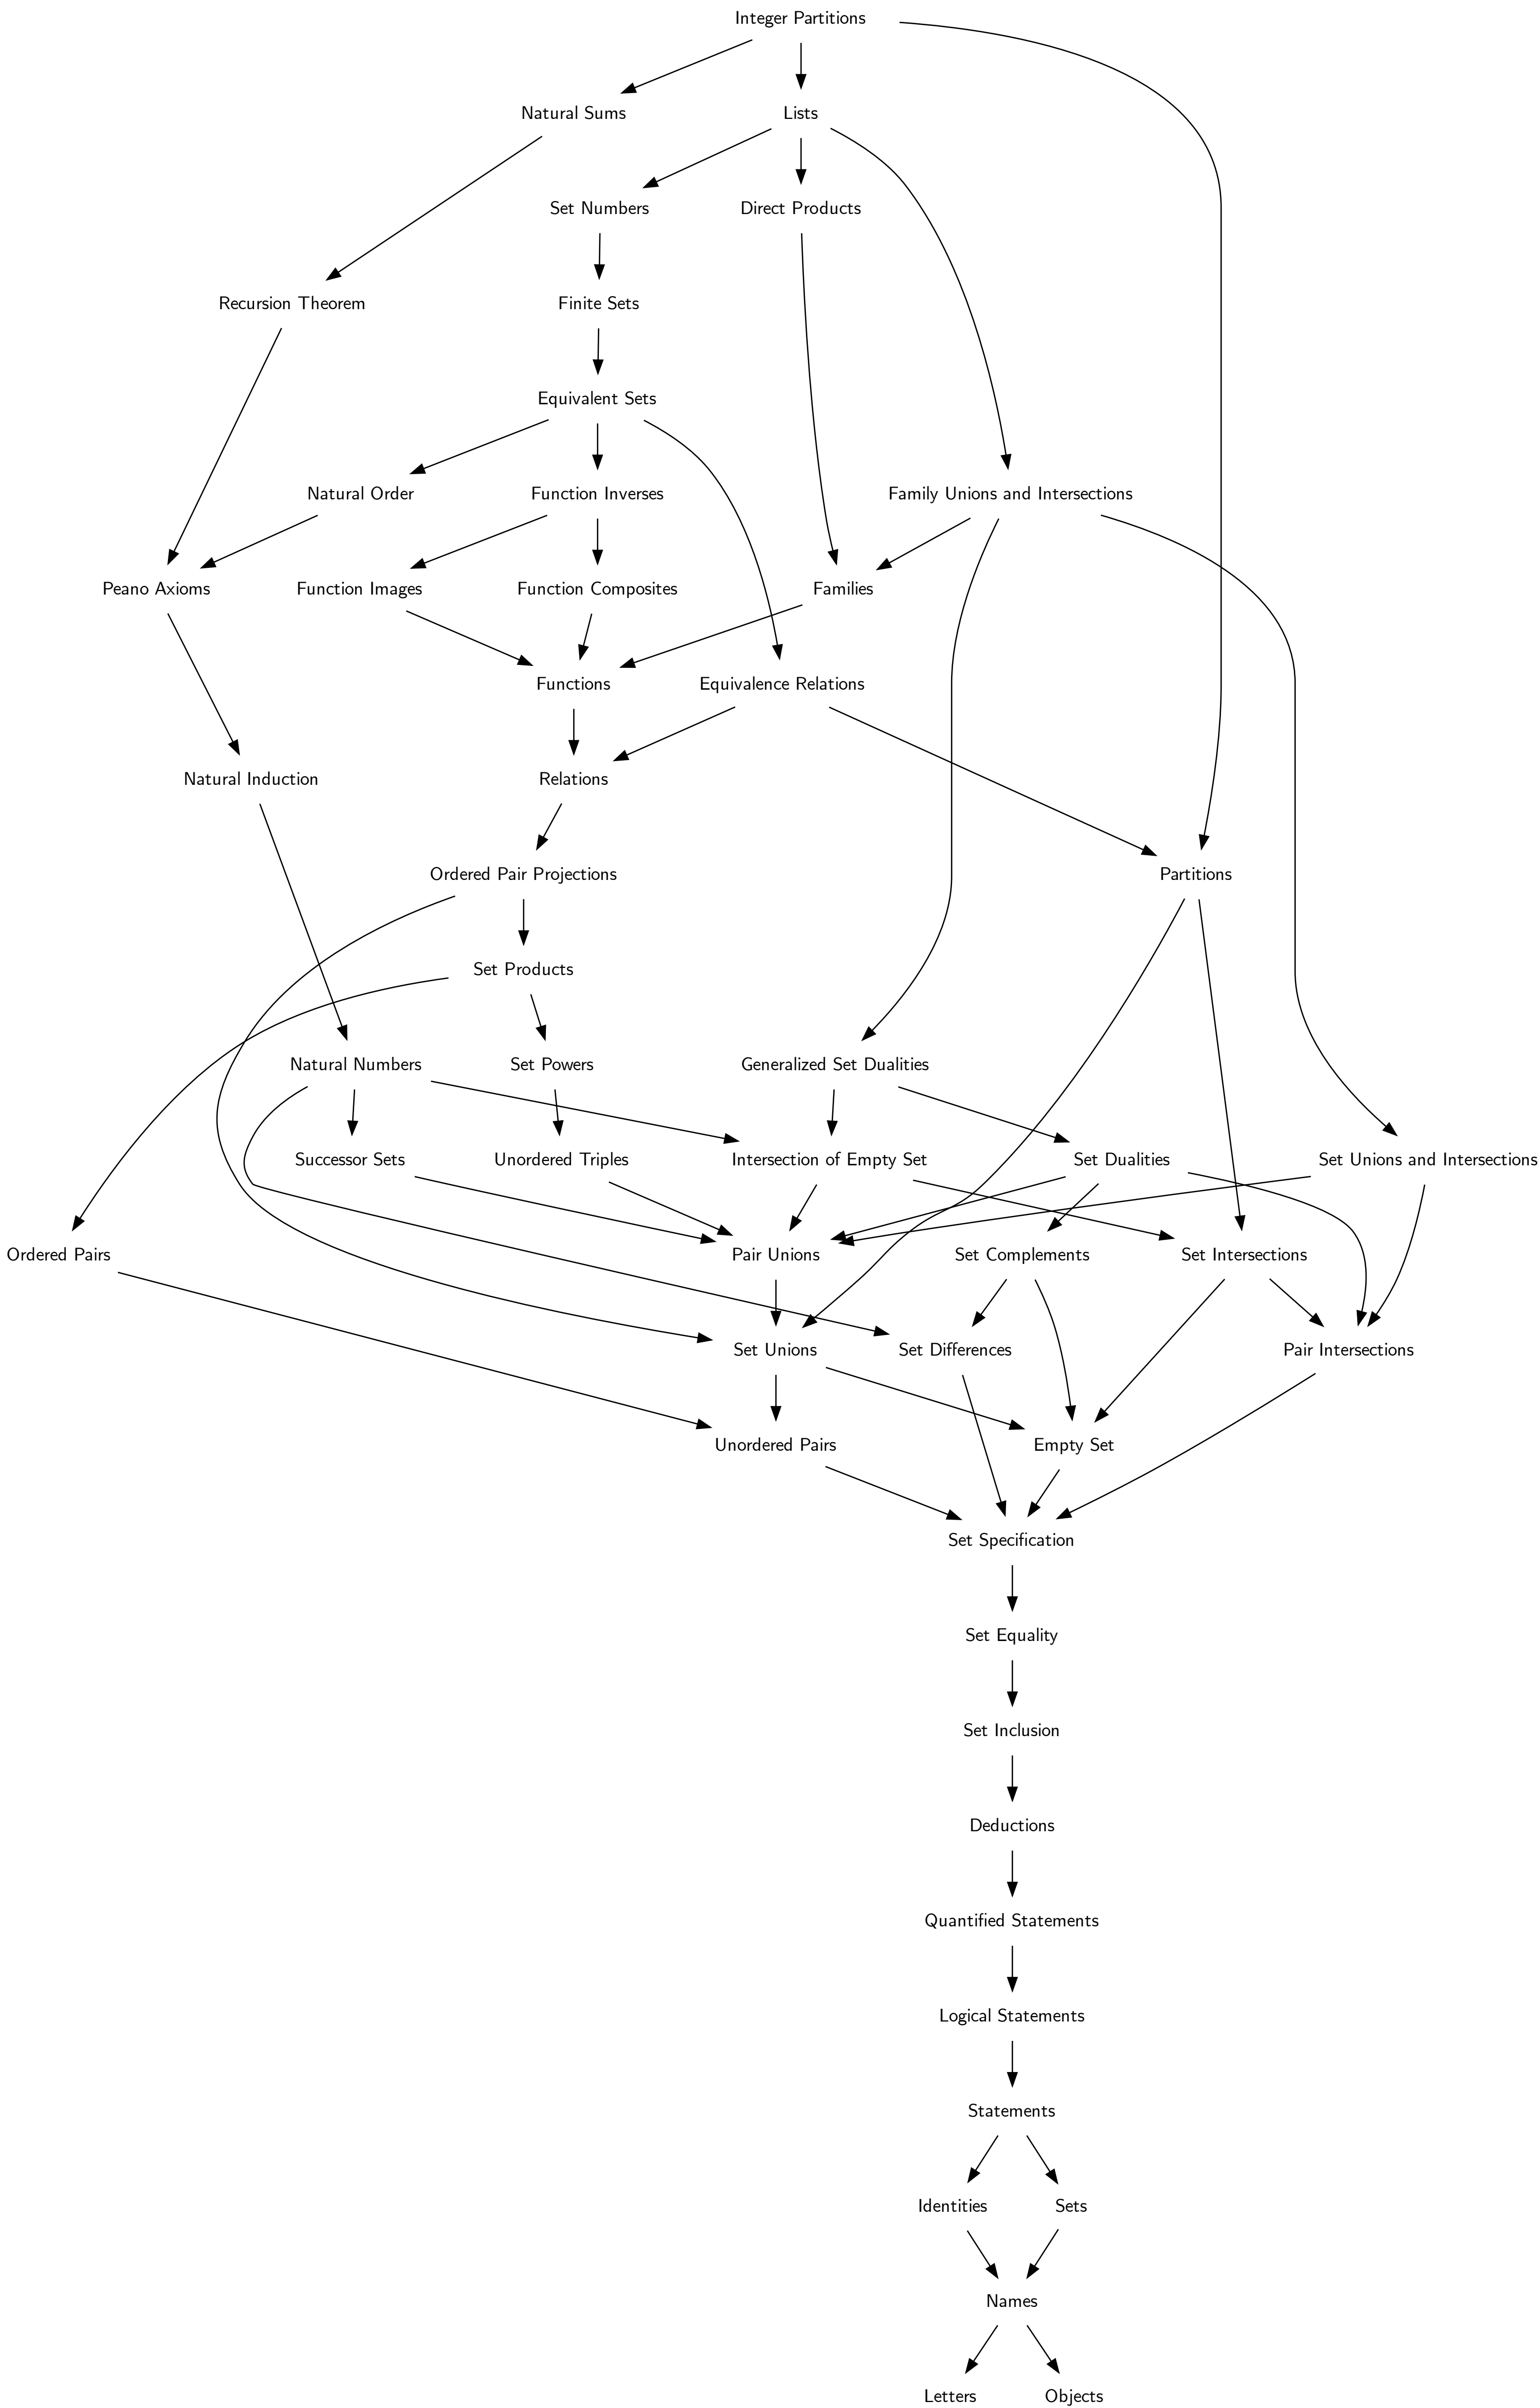 Integer Partitions
Natural Sums
Lists
Set Numbers
Direct Products
Recursion Theorem
Finite Sets
Equivalent Sets
Natural Order
Function Inverses
Family Unions and Intersections
Peano Axioms
Function Images
Function Composites
Families
Functions
Equivalence Relations
Natural Induction
Relations
Ordered Pair Projections
Partitions
Set Products
Natural Numbers
Set Powers
Generalized Set Dualities
Successor Sets
Unordered Triples
Intersection of Empty Set
Set Dualities
Set Unions and Intersections
Ordered Pairs
Pair Unions
Set Complements
Set Intersections
Set Unions
Set Differences
Pair Intersections
Unordered Pairs
Empty Set
Set Specification
Set Equality
Set Inclusion
Deductions
Quantified Statements
Logical Statements
Statements
Identities
Sets
Names
Letters
Objects